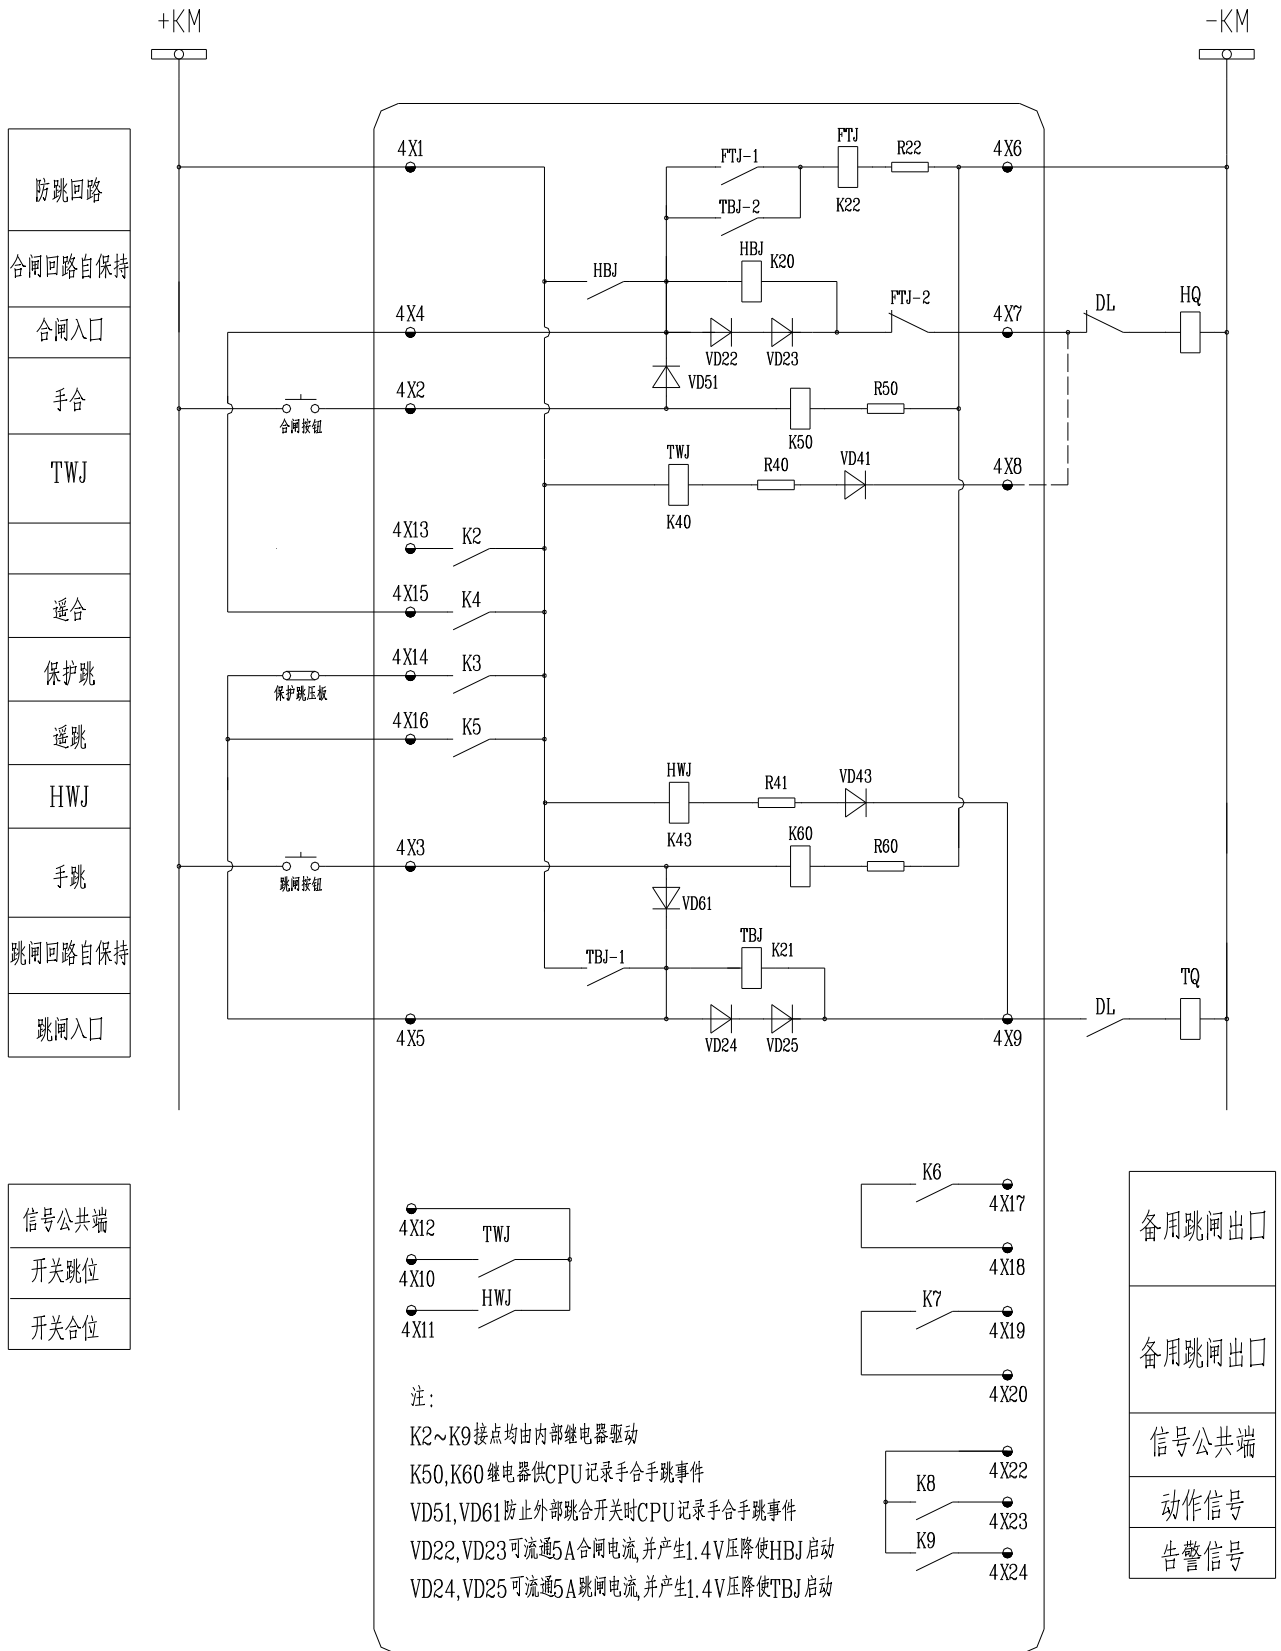 +KM
-KM
防跳回路
合闸回路自保持
合闸入口
手合
TWJ
遥合
保护跳
遥跳
HWJ
手跳
跳闸回路自保持
跳闸入口
4X1
FTJ-1
FTJ
R22
4X6
K22
TBJ-2
HBJ
HBJ
K20
4X4
FTJ-2
4X7
DL
HQ
VD22
VD23
VD51
4X2
合闸按钮
R50
K50
TWJ
R40
VD41
4X8
K40
4X13
K2
4X15
K4
4X14
K3
保护跳压板
4X16
K5
HWJ
R41
VD43
K43
4X3
K60
R60
跳闸按钮
VD61
TBJ-1
TBJ
K21
DL
TQ
4X5
VD24
VD25
4X9
信号公共端
开关跳位
开关合位
4X12
TWJ
4X10
HWJ
4X11
K6
4X17
4X18
K7
4X19
4X20
4X22
K8
4X23
K9
4X24
备用跳闸出口
备用跳闸出口
信号公共端
动作信号
告警信号
注:
K2~K9接点均由内部继电器驱动
K50,K60继电器供CPU记录手合手跳事件
VD51,VD61防止外部跳合开关时CPU记录手合手跳事件
VD22,VD23可流通5A合闸电流,并产生1.4V压降使HBJ启动
VD24,VD25可流通5A跳闸电流,并产生1.4V压降使TBJ启动